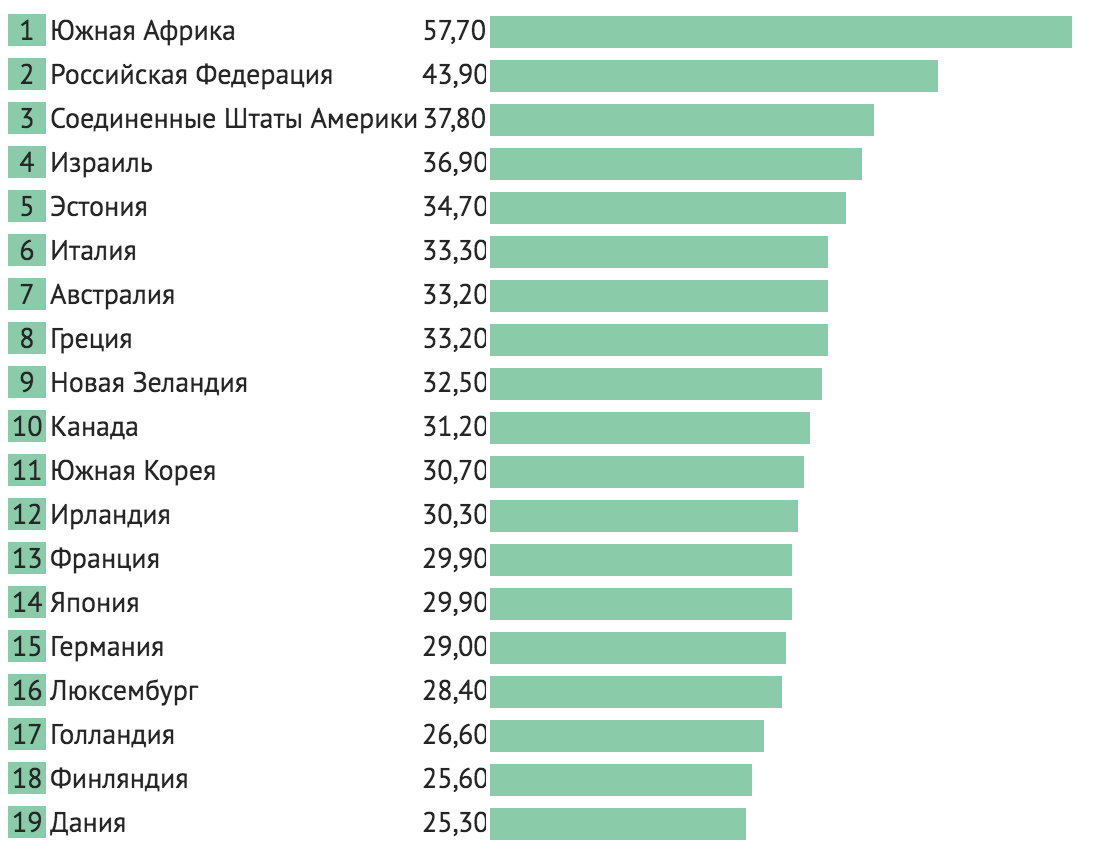 1 Южная Африка 57,70
2 Российская Федерация 43,90
3 Соединенные Штаты Америки 37,80
4 Израиль 36,90
5 Эстония 34,70
6 Италия 33,30
7 Австралия 33,20
8 Греция 33,20
9 Новая Зеландия 32,50
10 Канада 31,20
11 Южная Корея 30,70
12 Ирландия 30,30
13 Франция 29,90
14 Япония 29,90
15 Германия 29,00
16 Люксембург 28,40
17 Голландия 26,60
18 Финляндия 25,60
19 Дания 25,30